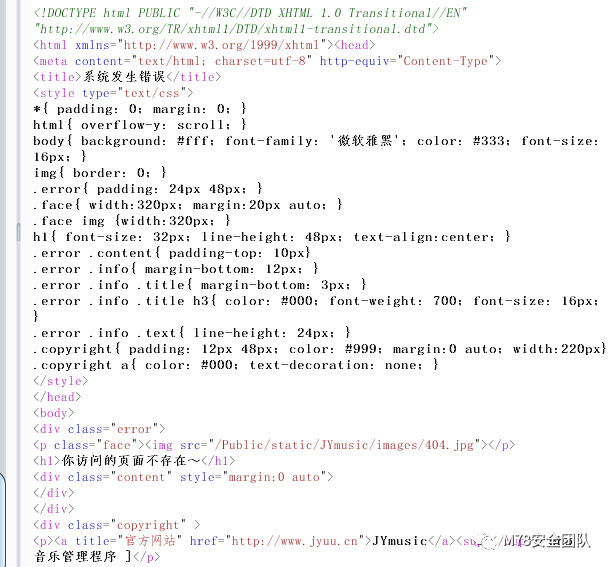 <!DOCTYPE html PUBLIC "-//W3C//DTD XHTML 1.0 Transitional//EN"
"http://www.w3.org/TR/xhtml1/DTD/xhtml1-transitional.dtd">
<html xmlns="http://www.w3.org/1999/xhtml"><head>
<meta content="text/html; charset=utf-8" http-equiv="Content-Type">
<title>系统发生错误</title>
<style type="text/css">
*{ padding: 0; margin: 0; }
html{ overflow-y: scroll; }
body{ background: #fff; font-family: '微软雅黑'; color: #333; font-size:
16px; }
img{ border: 0; }
.error{ padding: 24px 48px; }
.face{ width:320px; margin:20px auto; }
.face img {width:320px; }
h1{ font-size: 32px; line-height: 48px; text-align:center; }
.error .content{ padding-top: 10px}
.error .info{ margin-bottom: 12px; }
.error .info .title{ margin-bottom: 3px; }
.error .info .title h3{ color: #000; font-weight: 700; font-size: 16px;
}
.error .info .text{ line-height: 24px; }
.copyright{ padding: 12px 48px; color: #999; margin:0 auto; width:220px}
.copyright a{ color: #000; text-decoration: none; }
</style>
</head>
<body>
<div class="error">
<p class="face"><img src="/Public/static/JYmusic/images/404.jpg"></p>
<h1>你访问的页面不存在～</h1>
<div class="content" style="margin:0 auto">
</div>
</div>
<div class="copyright" >
<p><a title="官方网站" href="http://www.jyuu.cn">JYmusic</a><su
M78安全团队
音乐管理程序 ]</p>